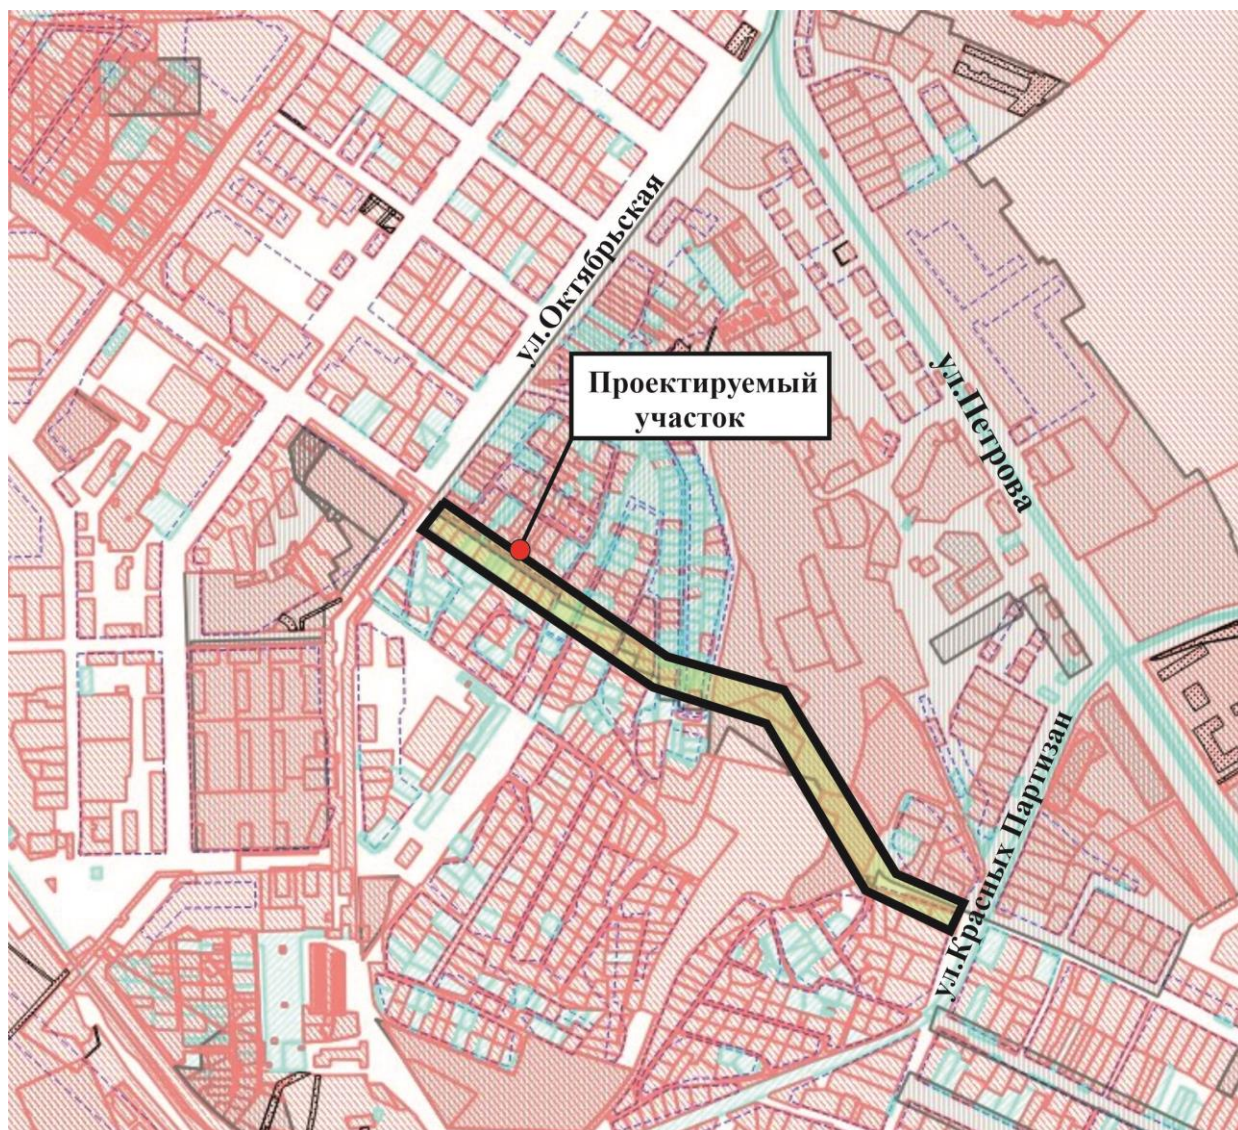 ул.Октябрьская
Проектируемый
участок
ул.Петрова
ул.Красных Партизан